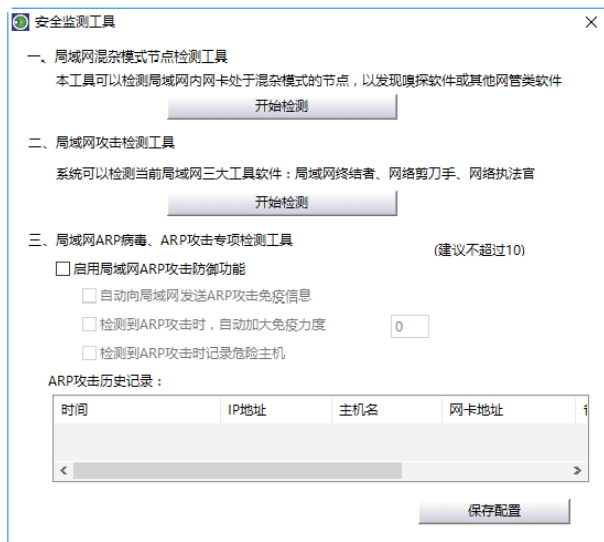 安全监测工具
一、局域网混杂模式节点检测工具
本工具可以检测局域网内网卡处于混杂模式的节点，以发现嗅探软件或其他网管类软件
开始检测
二、局域网攻击检测工具
系统可以检测当前局域网三大工具软件：局域网终结者、网络剪刀手、网络执法官
开始检测
三、局域网ARP病毒、ARP攻击专项检测工具
(建议不超过10)
启用局域网ARP攻击防御功能
自动向局域网发送ARP攻击免疫信息
检测到ARP攻击时，自动加大免疫力度 0
检测到ARP攻击时记录危险主机
ARP攻击历史记录：
时间 IP地址 主机名 网卡地址
保存配置